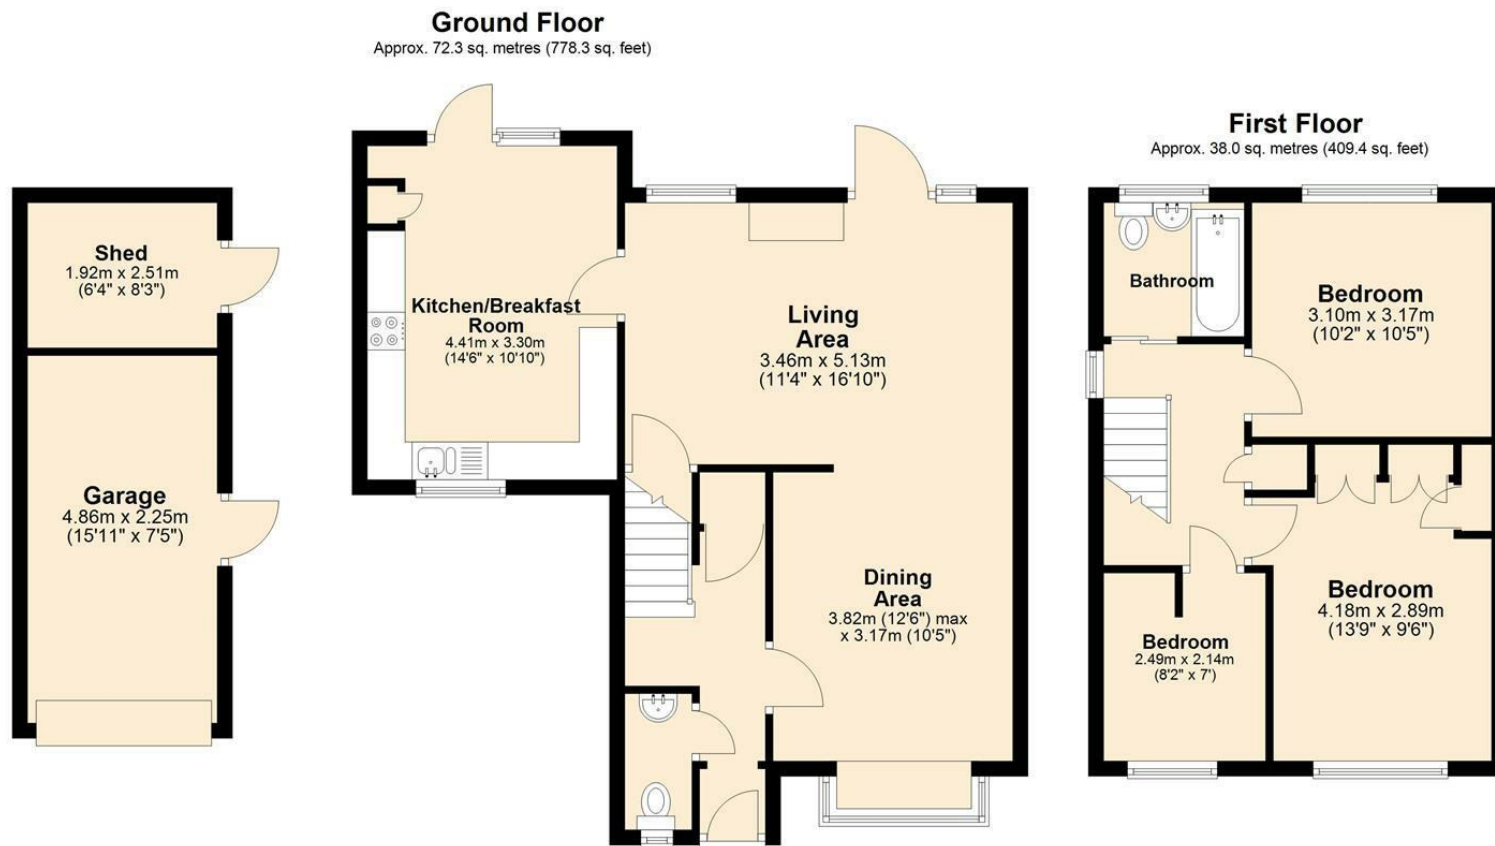 Ground Floor
Approx. 72.3 sq. metres (778.3 sq. feet)
Shed
1.92m x 2.51m
(6'4" x 8'3")
Garage
4.86m x 2.25m
(15'11" x 7'5")
Kitchen/Breakfast
Room
4.41m x 3.30m
(14'6" x 10'10")
Living
Area
3.46m x 5.13m
(11'4" x 16'10")
Dining
Area
3.82m (12'6") max
x 3.17m (10'5")
First Floor
Approx. 38.0 sq. metres (409.4 sq. feet)
Bathroom
Bedroom
3.10m x 3.17m
(10'2" x 10'5")
Bedroom
4.18m x 2.89m
(13'9" x 9'6")
Bedroom
2.49m x 2.14m
(8'2" x 7')